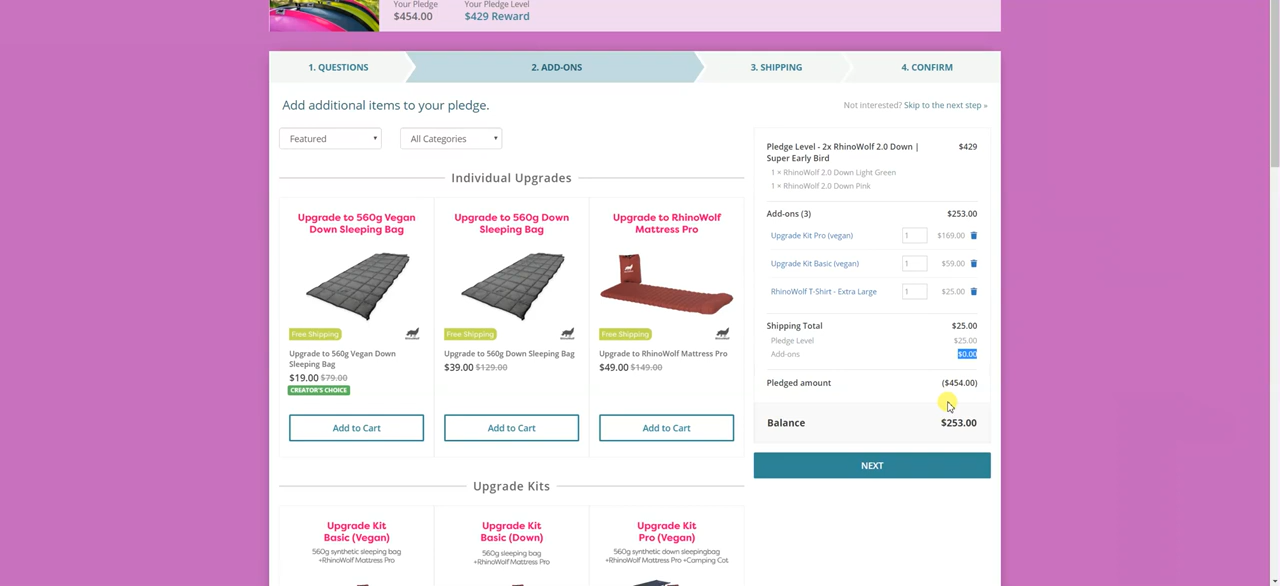 Your Pledge
$454.00
Your Pledge Level
$429 Reward
1. QUESTIONS
2. ADD-ONS
3. SHIPPING
4. CONFIRM
Add additional items to your pledge.
Not interested? Skip to the next step »
Featured
All Categories
Individual Upgrades
Upgrade to 560g Vegan
Down Sleeping Bag
Free Shipping
Upgrade to 560g Vegan Down
Sleeping Bag
$19.00 $79.00
CREATOR'S CHOICE
Add to Cart
Upgrade to 560g Down
Sleeping Bag
Free Shipping
Upgrade to 560g Down Sleeping Bag
$39.00 $129.00
Add to Cart
Upgrade to RhinoWolf
Mattress Pro
Free Shipping
Upgrade to RhinoWolf Mattress Pro
$49.00 $149.00
Add to Cart
Upgrade Kits
Upgrade Kit
Basic (Vegan)
560g synthetic sleeping bag
+RhinoWolf Mattress Pro
Upgrade Kit
Basic (Down)
560g sleeping bag
+RhinoWolf Mattress Pro
Upgrade Kit
Pro (Vegan)
560g synthetic down sleepingbag
+RhinoWolf Mattress Pro +Camping Cot
Pledge Level - 2x RhinoWolf 2.0 Down |
Super Early Bird
$429
1 × RhinoWolf 2.0 Down Light Green
1 × RhinoWolf 2.0 Down Pink
Add-ons (3) $253.00
Upgrade Kit Pro (vegan) 1 $169.00
Upgrade Kit Basic (vegan) 1 $59.00
RhinoWolf T-Shirt - Extra Large 1 $25.00
Shipping Total $25.00
Pledge Level $25.00
Add-ons $0.00
Pledged amount ($454.00)
Balance $253.00
NEXT